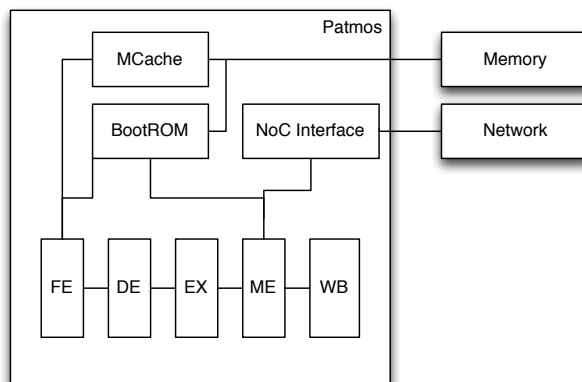 Patmos
MCache
Memory
BootROM
NoC Interface
Network
FE
DE
EX
ME
WB